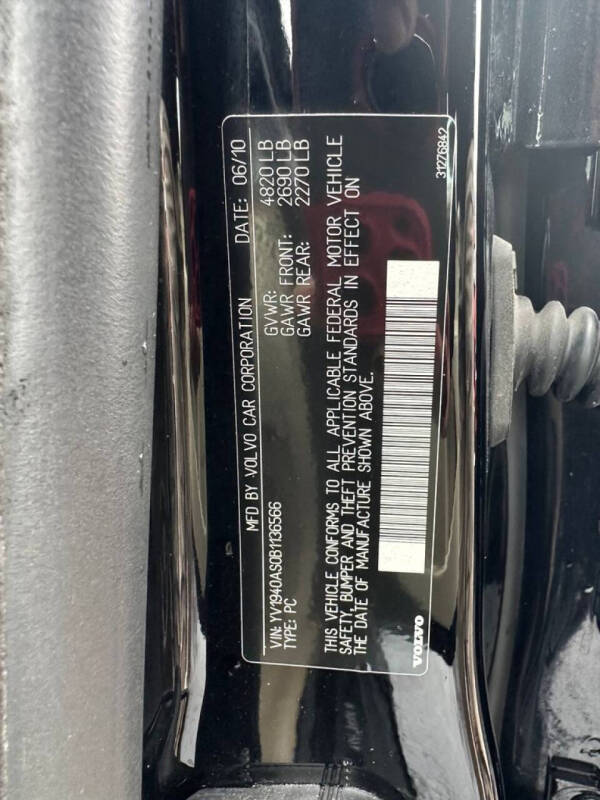 MFD BY VOLVO CAR CORPORATION DATE: 06/10
GVWR: 4820 LB
GAWR FRONT: 2690 LB
GAWR REAR: 2270 LB
VIN: YV1940AS0B1136566
TYPE: PC
THIS VEHICLE CONFORMS TO ALL APPLICABLE FEDERAL MOTOR VEHICLE
SAFETY, BUMPER AND THEFT PREVENTION STANDARDS IN EFFECT ON
THE DATE OF MANUFACTURE SHOWN ABOVE.
VOLVO
31276842